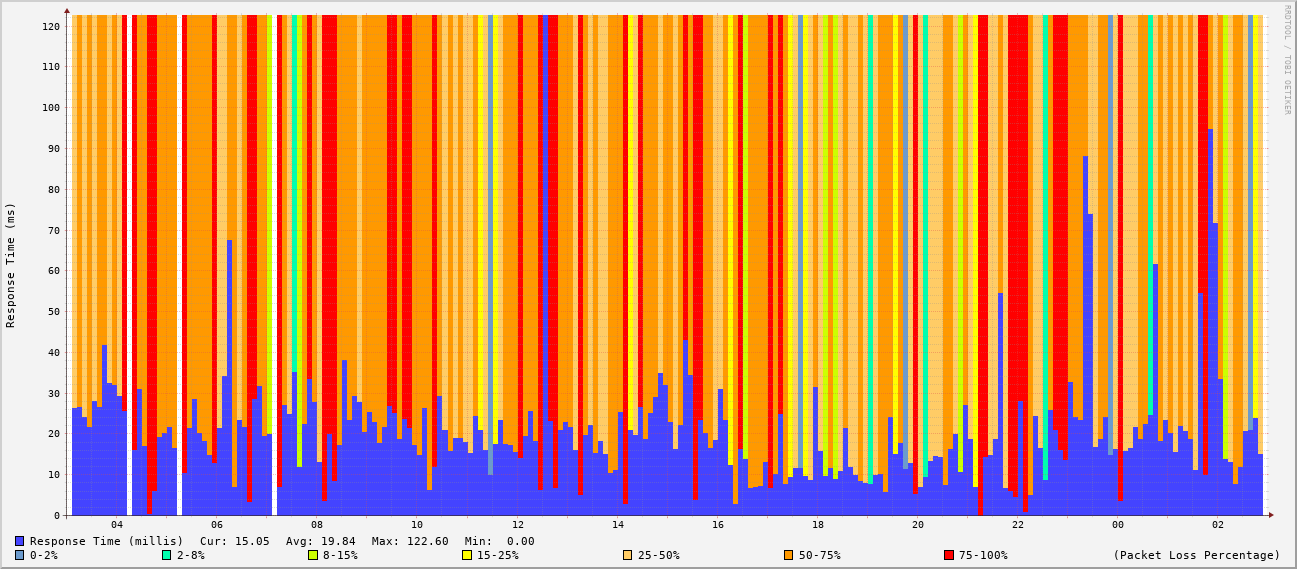 RRDTOOL / TOBI OETIKER
Response Time (ms)
120
110
100
90
80
70
60
50
40
30
20
10
0
04 06 08 10 12 14 16 18 20 22 00 02
Response Time (millis) Cur: 15.05 Avg: 19.84 Max: 122.60 Min: 0.00
0-2% 2-8% 8-15% 15-25% 25-50% 50-75% 75-100% (Packet Loss Percentage)